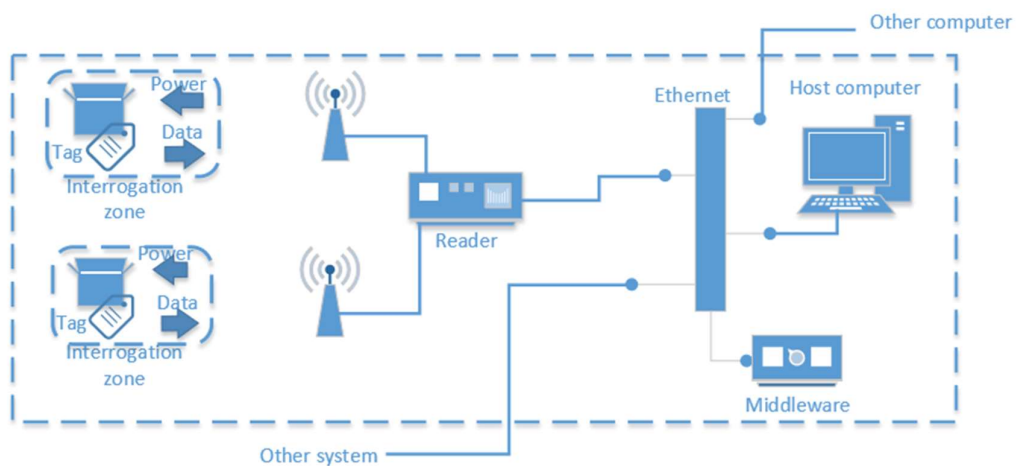 Other computer
Power
Data
Tag
Interrogation
zone
Ethernet
Host computer
Reader
Power
Data
Tag
Interrogation
zone
Middleware
Other system